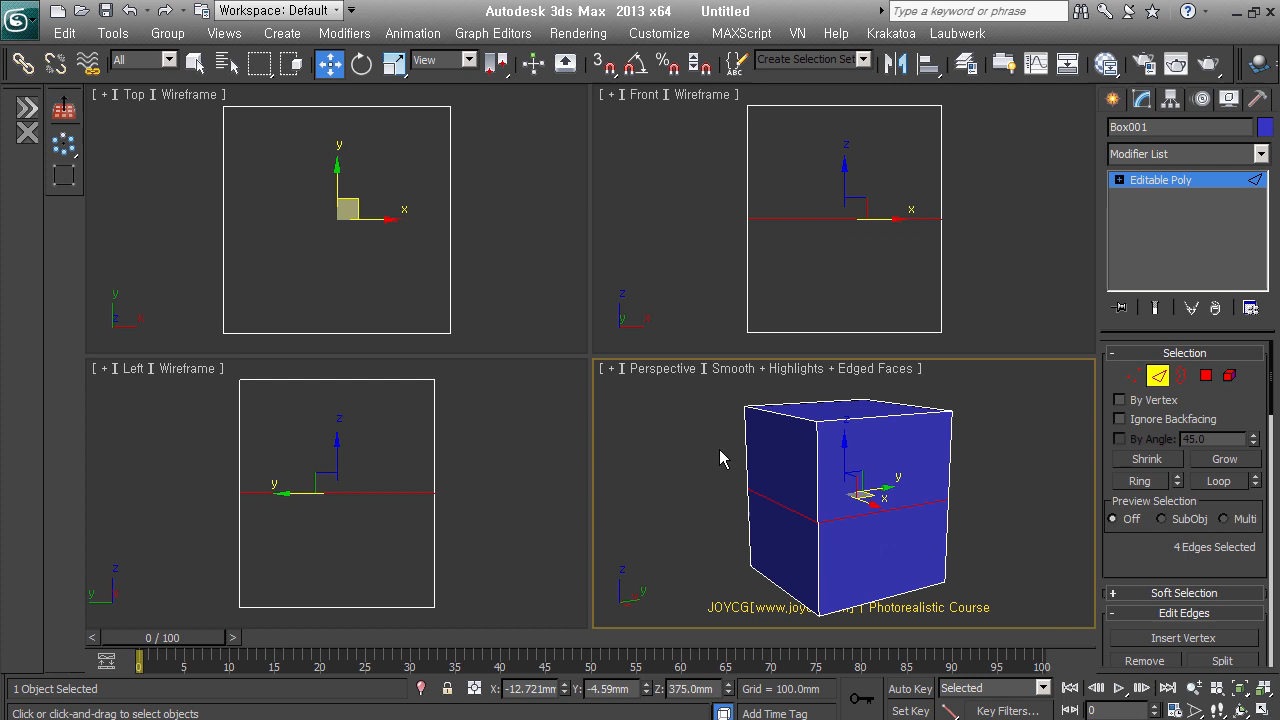 Workspace: Default
Autodesk 3ds Max 2013 x64 Untitled
Type a keyword or phrase
Edit Tools Group Views Create Modifiers Animation Graph Editors Rendering Customize MAXScript VN Help Krakatoa Laubwerk
All
View
3
Create Selection Set
[ + ] Top ] Wireframe ]
[ + ] Front ] Wireframe ]
y
x
z
x
y
z
x
z
y
[ + ] Left ] Wireframe ]
[ + ] Perspective ] Smooth + Highlights + Edged Faces ]
z
y
z
y
x
z
y
z
y
Box001
Modifier List
Editable Poly
Selection
By Vertex
Ignore Backfacing
By Angle: 45.0
Shrink Grow
Ring Loop
Preview Selection
Off SubObj Multi
4 Edges Selected
Soft Selection
Edit Edges
Insert Vertex
Remove Split
JOYCG[www.joy | Photorealistic Course
< 0 / 100 >
0 5 10 15 20 25 30 35 40 45 50 55 60 65 70 75 80 85 90 95 100
1 Object Selected X: -12.721mm Y: -4.59mm Z: 375.0mm Grid = 100.0mm Auto Key Selected
Click or click-and-drag to select objects Add Time Tag Set Key Key Filters... 0